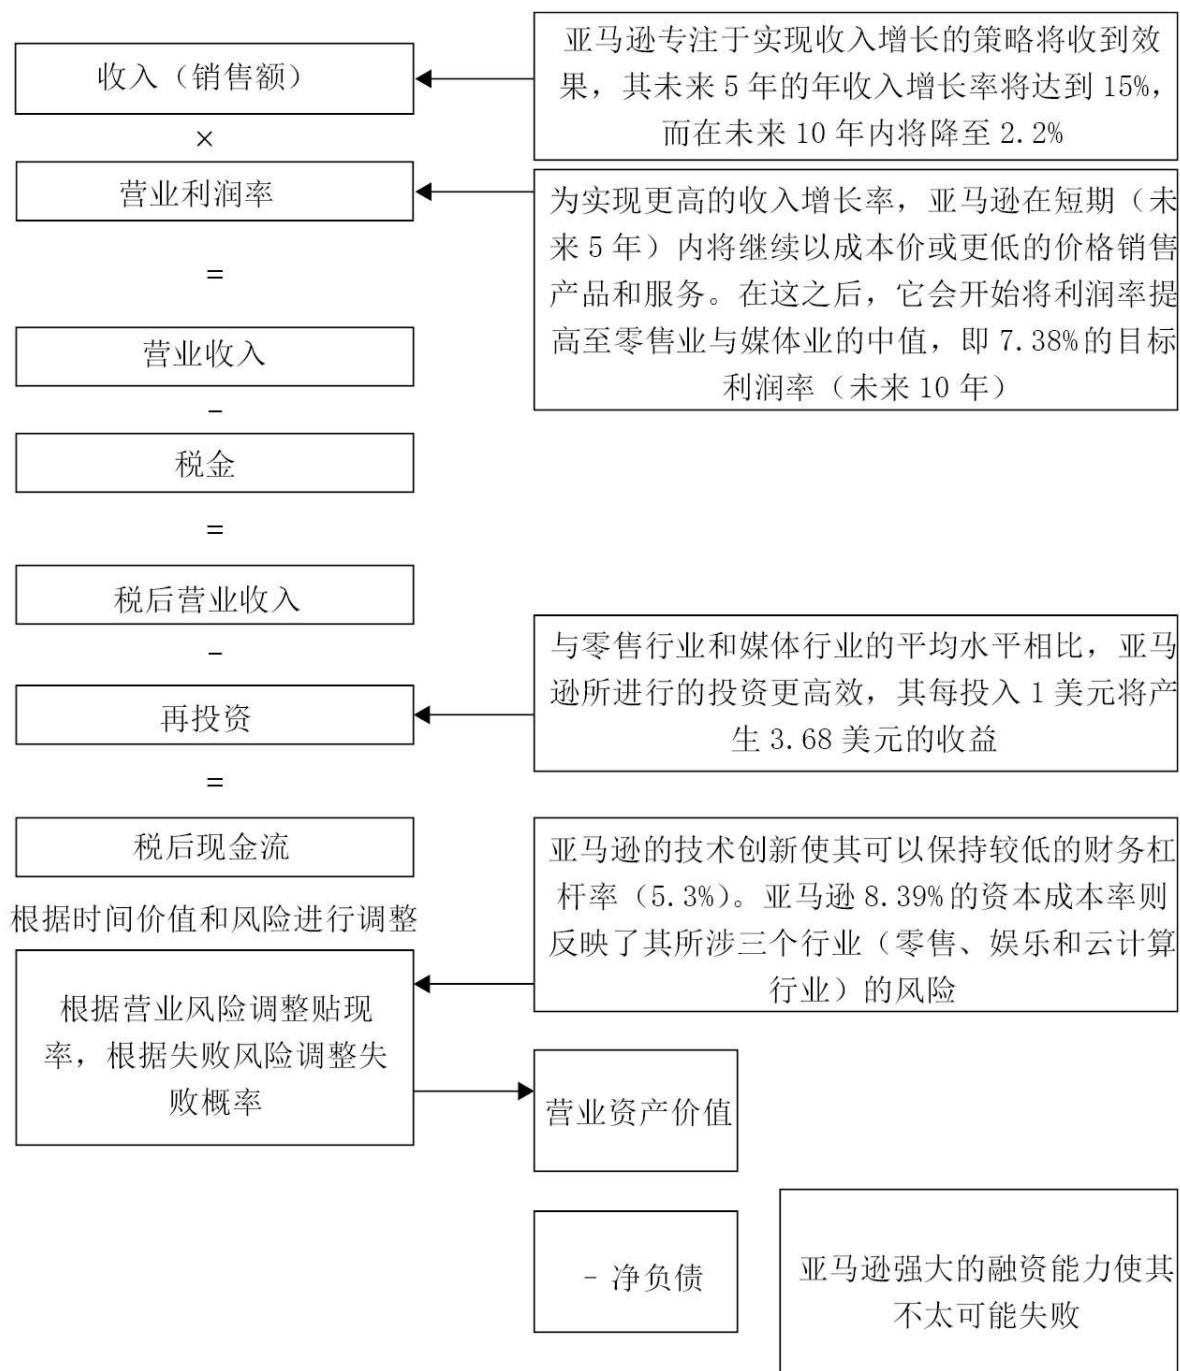 收入（销售额）
亚马逊专注于实现收入增长的策略将收到效
果，其未来 5 年的年收入增长率将达到 15%，
而在未来 10 年内将降至 2.2%
×
营业利润率
为实现更高的收入增长率，亚马逊在短期（未
来 5 年）内将继续以成本价或更低的价格销售
产品和服务。在这之后，它会开始将利润率提
高至零售业与媒体业的中值，即 7.38%的目标
利润率（未来 10 年）
=
营业收入
-
税金
=
税后营业收入
-
再投资
与零售行业和媒体行业的平均水平相比，亚马
逊所进行的投资更高效，其每投入 1 美元将产
生 3.68 美元的收益
=
税后现金流
根据时间价值和风险进行调整
亚马逊的技术创新使其可以保持较低的财务杠
杆率（5.3%）。亚马逊 8.39%的资本成本率则
反映了其所涉三个行业（零售、娱乐和云计算
行业）的风险
根据营业风险调整贴现
率，根据失败风险调整失
败概率
营业资产价值
- 净负债
亚马逊强大的融资能力使其
不太可能失败